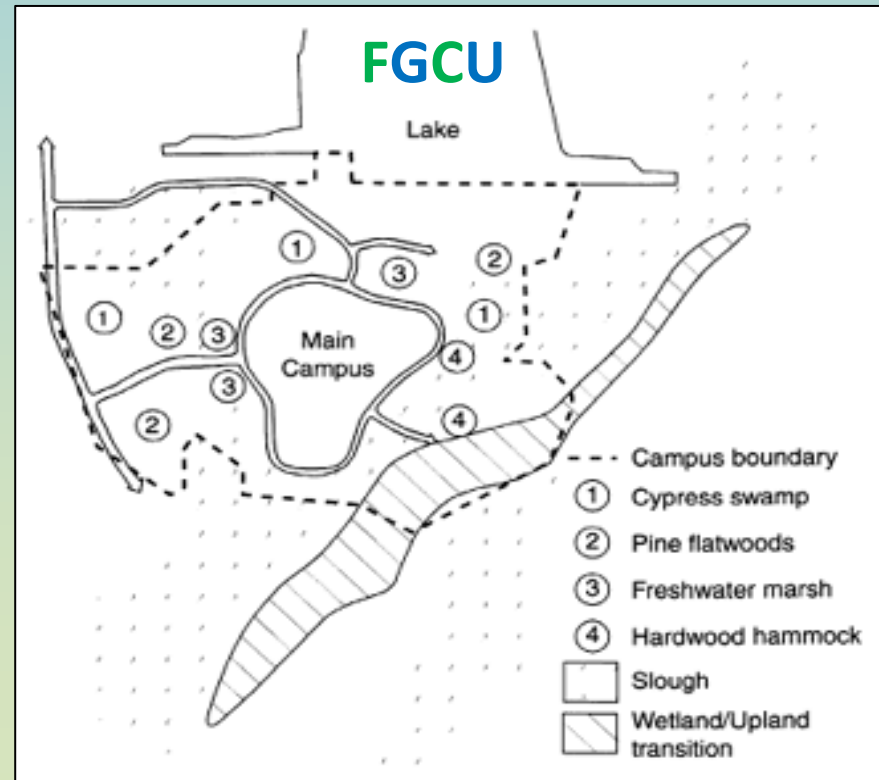 FGCU
Lake
1
3
2
1
2
3
1
Main
Campus
4
3
2
4
Campus boundary
1 Cypress swamp
2 Pine flatwoods
3 Freshwater marsh
4 Hardwood hammock
Slough
Wetland/Upland
transition